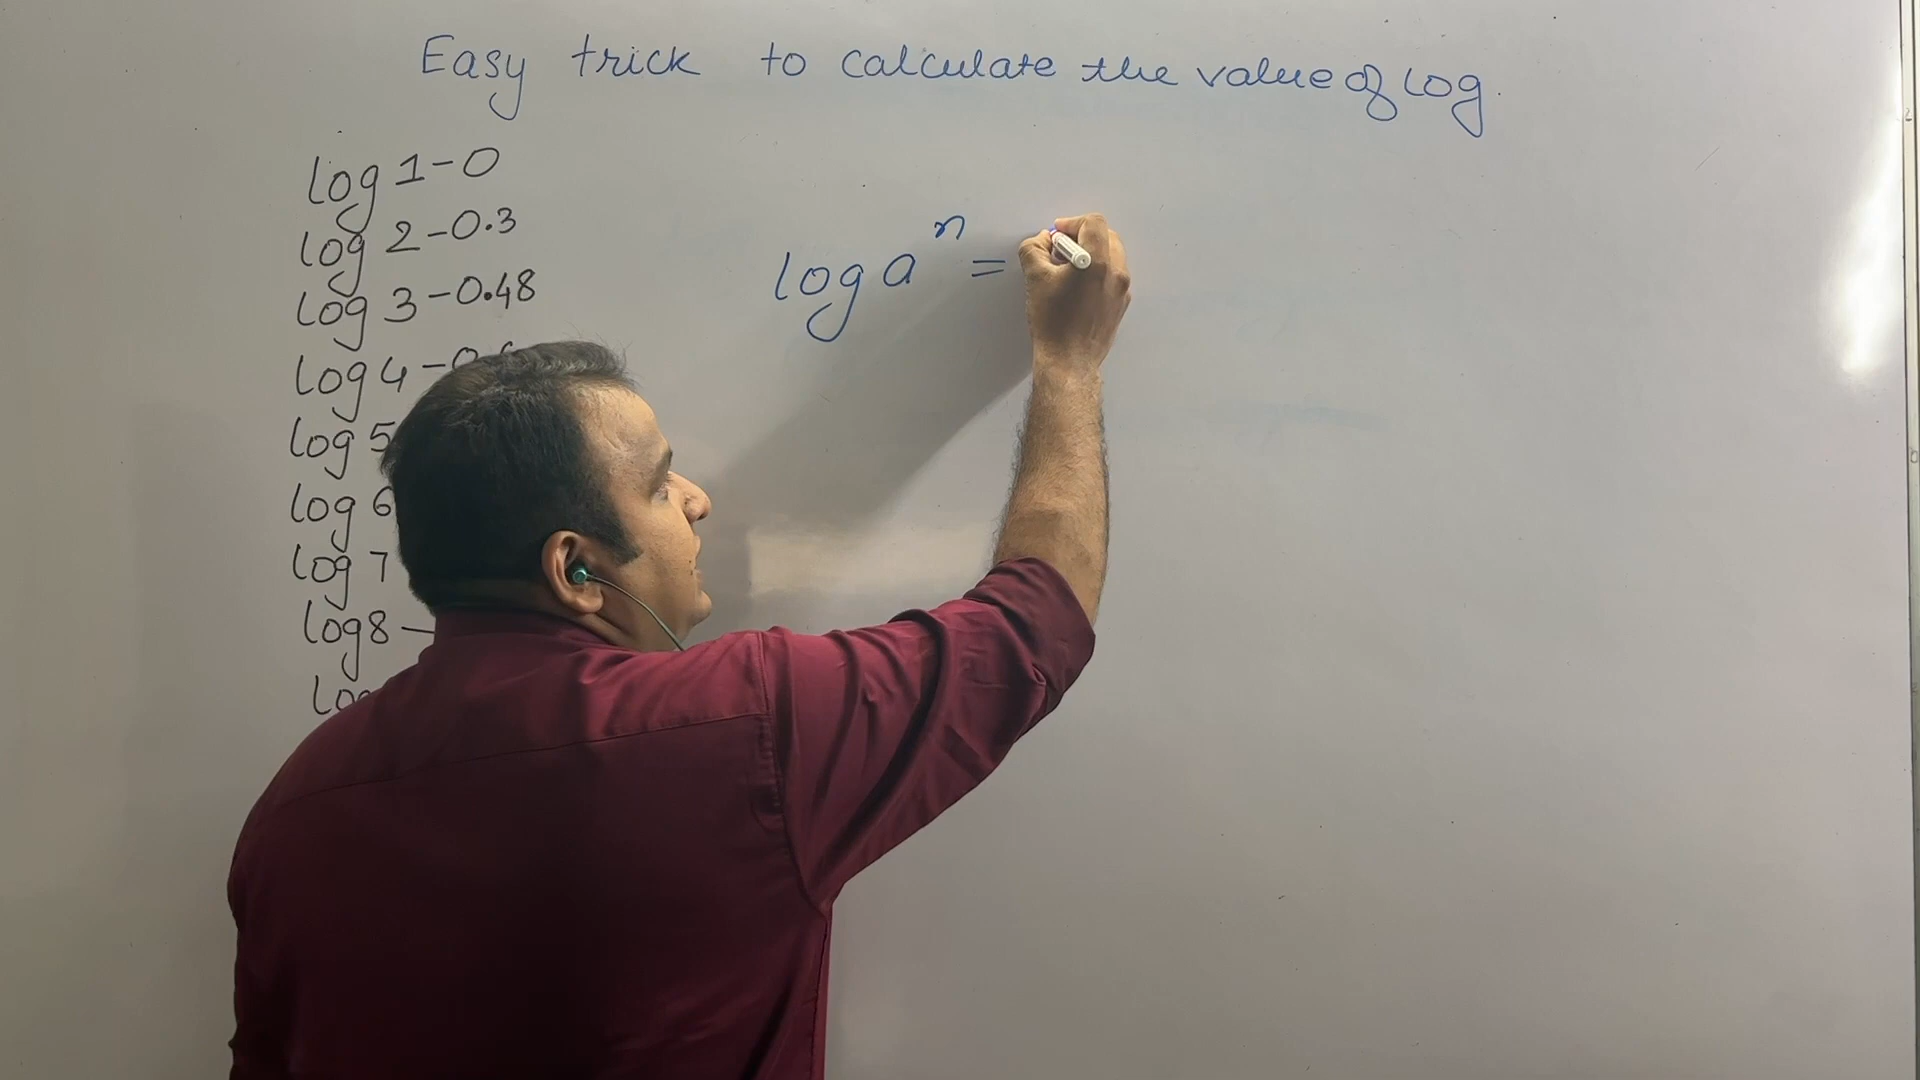 Easy trick to calculate the value of log.
log 1 - 0
log 2 - 0.3
log 3 - 0.48
log 4 -
log 5
log 6
log 7
log 8 -
log aⁿ =